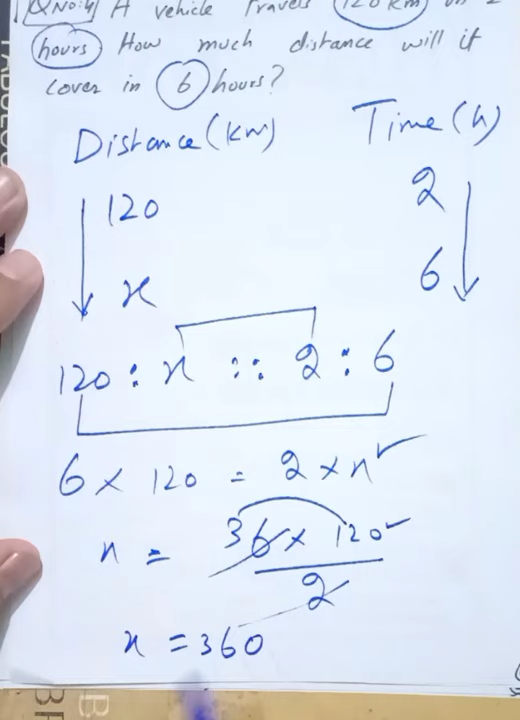 QNo:4 A vehicle Travels 120 km in 2
hours How much distance will it
cover in 6 hours?
Distance (km) Time (h)
120 2
x 6
120 : x :: 2 : 6
6 x 120 = 2 x x
x = 3 6 x 120
2
x = 360